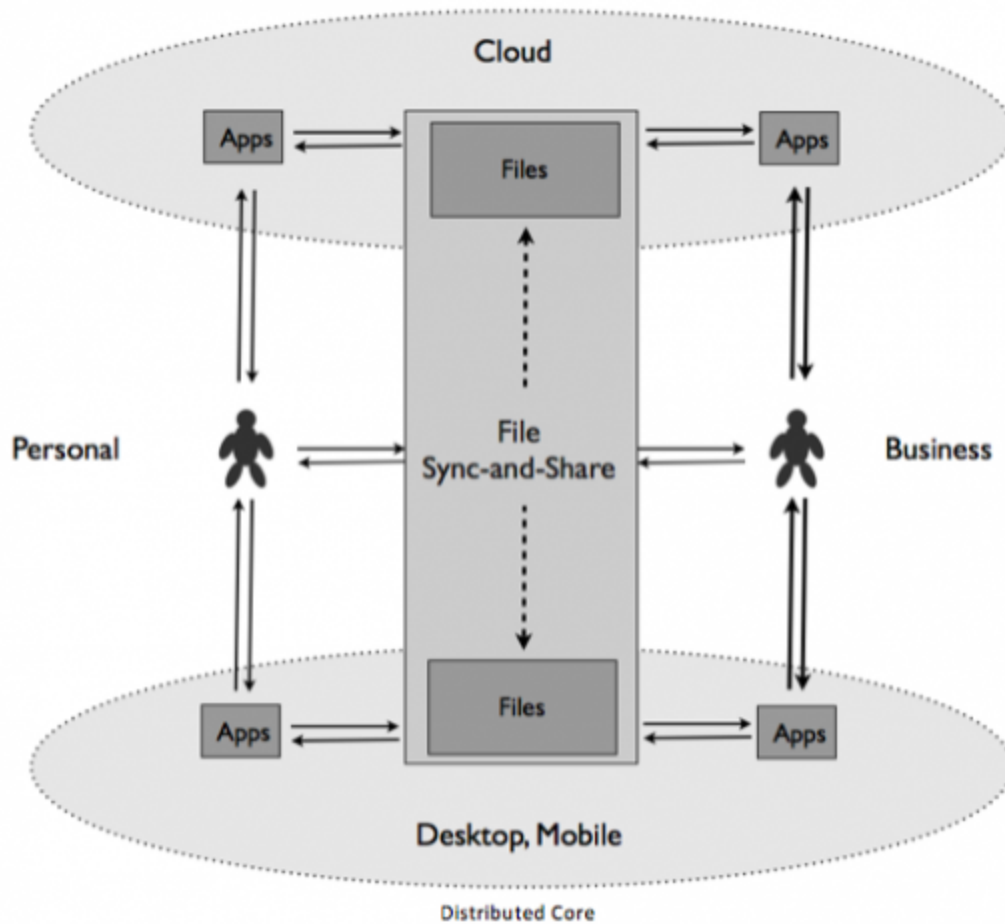 Cloud
Apps
Files
Apps
Personal
File
Sync-and-Share
Business
Apps
Files
Apps
Desktop, Mobile
Distributed Core